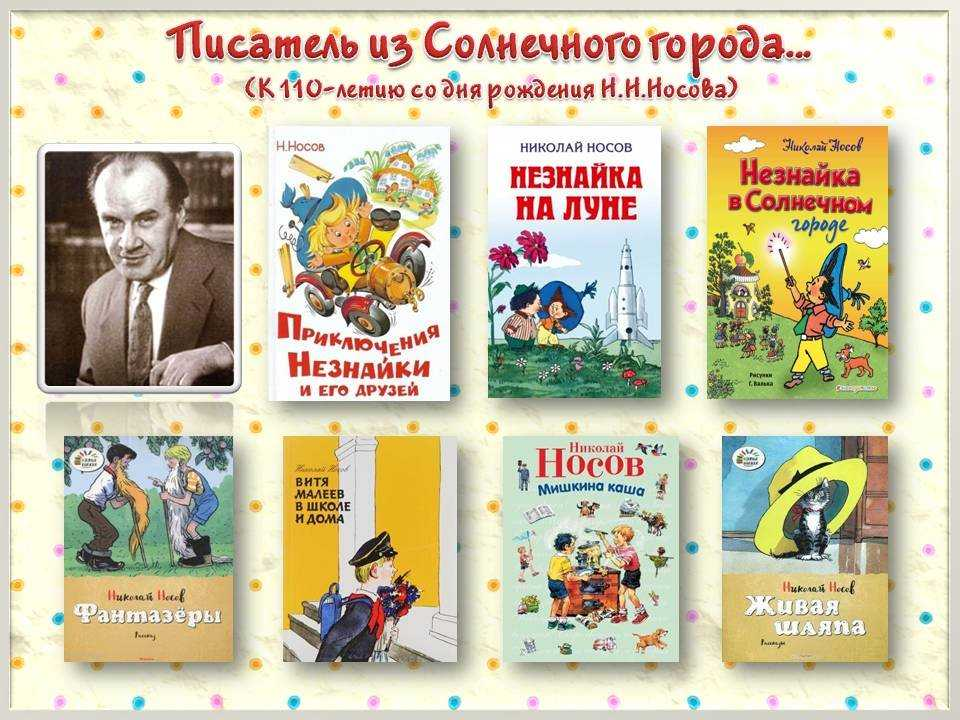 Писатель из Солнечного города...
(К 110-летию со дня рождения Н.Н.Носова)
Н.Носов
Приключения
Незнайки
и его друзей
НИКОЛАЙ НОСОВ
НЕЗНАЙКА
НА ЛУНЕ
Николай Носов
Незнайка
в Солнечном
городе
Рисунки
Г. Валька
Николай Носов
Фантазёры
Рассказы
Николай Носов
ВИТЯ
МАЛЕЕВ
В ШКОЛЕ
И ДОМА
Николай
Носов
Мишкина каша
Николай Носов
Живая
шляпа
Рассказы